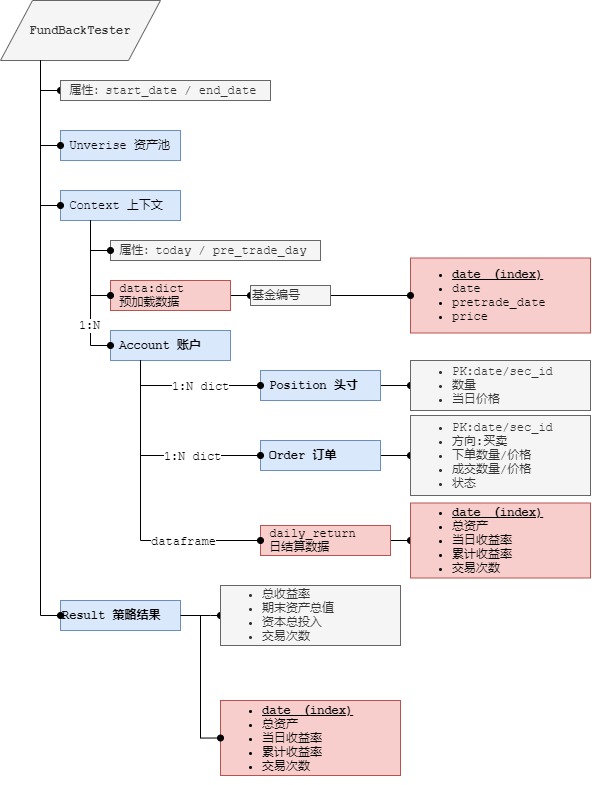 FundBackTester
属性: start_date / end_date
Unverise 资产池
Context 上下文
属性: today / pre_trade_day
data:dict
预加载数据
基金编号
date (index)
date
pretrade_date
price
1:N
Account 账户
1:N dict
Position 头寸
PK:date/sec_id
数量
当日价格
1:N dict
Order 订单
PK:date/sec_id
方向:买卖
下单数量/价格
成交数量/价格
状态
dataframe
daily_return
日结算数据
date (index)
总资产
当日收益率
累计收益率
交易次数
Result 策略结果
总收益率
期末资产总值
资本总投入
交易次数
date (index)
总资产
当日收益率
累计收益率
交易次数